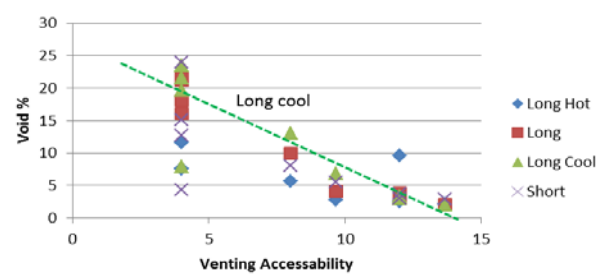 30
25
20
15
10
5
0
Void %
Long cool
0 5 10 15
Venting Accessability
Long Hot
Long
Long Cool
Short